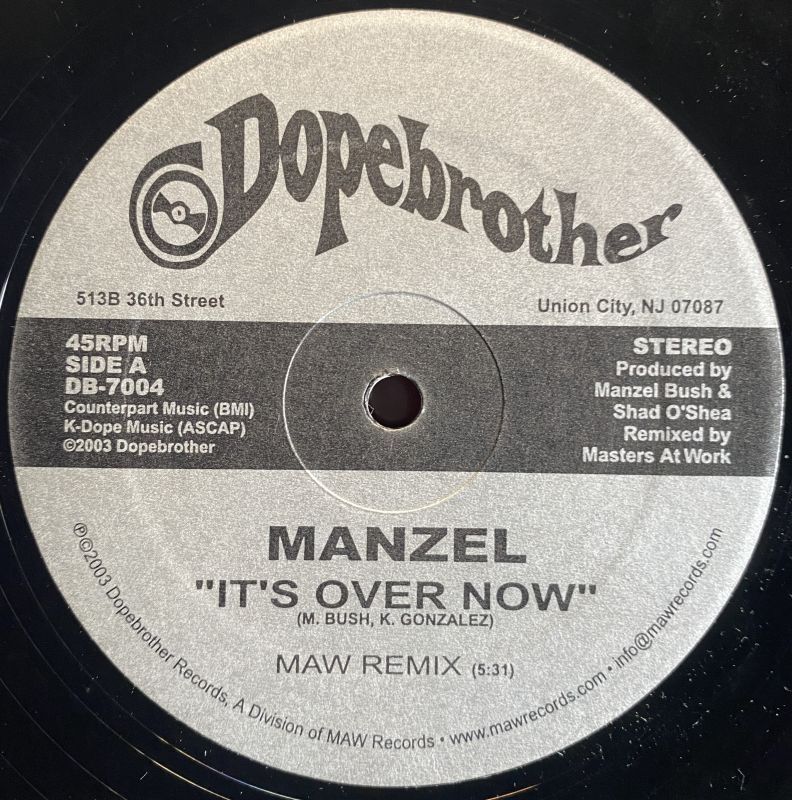 Dopebrother
513B 36th Street
Union City, NJ 07087
45RPM
SIDE A
DB-7004
Counterpart Music (BMI)
K-Dope Music (ASCAP)
©2003 Dopebrother
STEREO
Produced by
Manzel Bush &
Shad O'Shea
Remixed by
Masters At Work
MANZEL
"IT'S OVER NOW"
(M. BUSH, K. GONZALEZ)
MAW REMIX (5:31)
℗©2003 Dopebrother Records, A Division of MAW Records • www.mawrecords.com • info@mawrecords.com